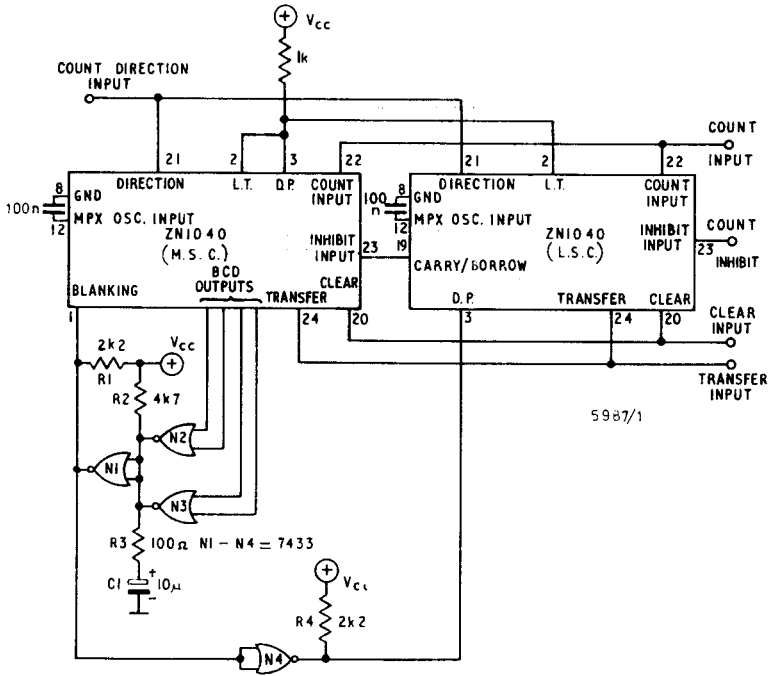 Vcc
1k
COUNT DIRECTION
INPUT
21
2
3
22
21
2
22
COUNT
INPUT
DIRECTION
L.T.
D.P.
COUNT
INPUT
DIRECTION
L.T.
COUNT
INPUT
8
GND
100n
12
MPX OSC. INPUT
ZN1040
(M.S.C.)
INHIBIT
INPUT
23
100
n
8
GND
12
MPX OSC. INPUT
19
ZN1040
(L.S.C.)
INHIBIT
INPUT
23
COUNT
INHIBIT
CARRY/BORROW
BCD
OUTPUTS
BLANKING
TRANSFER
CLEAR
D.P.
TRANSFER
CLEAR
1
24
20
3
24
20
CLEAR
INPUT
TRANSFER
INPUT
2k2
R1
Vcc
R2
4k7
5987/1
N2
N1
N3
R3
100Ω
N1 – N4 = 7433
C1
+
10μ
-
Vcc
R4
2k2
N4